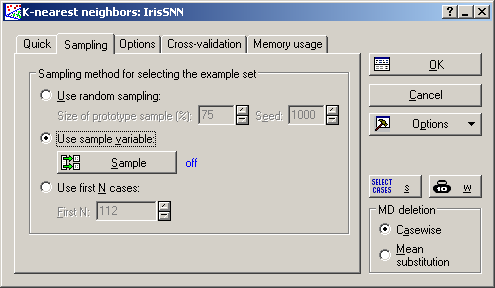 K-nearest neighbors: IrisSNN
Quick Sampling Options Cross-validation Memory usage
Sampling method for selecting the example set
Use random sampling:
Size of prototype sample (%): 75 Seed: 1000
Use sample variable:
Sample off
Use first N cases:
First N: 112
OK
Cancel
Options
SELECT CASES S W
MD deletion
Casewise
Mean
substitution